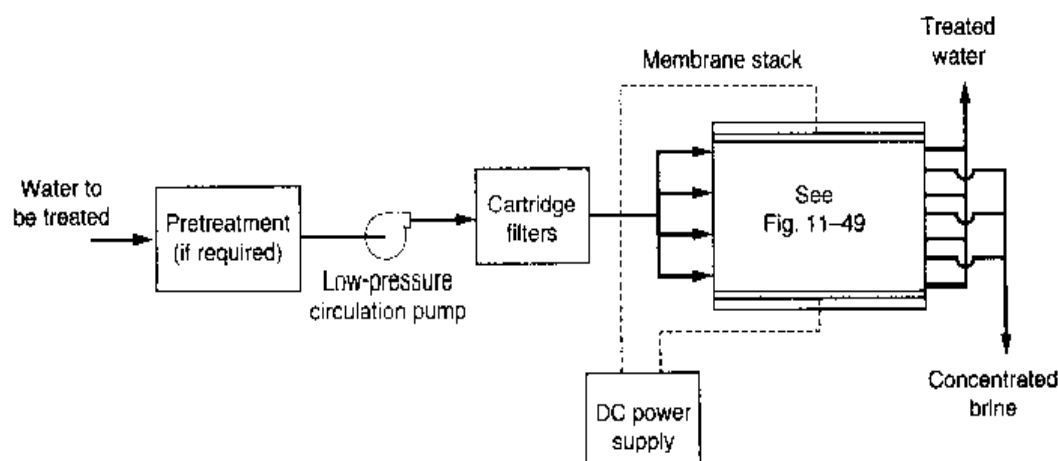 Treated
water
Membrane stack
Water to
be treated
Pretreatment
(if required)
Low-pressure
circulation pump
Cartridge
filters
See
Fig. 11–49
DC power
supply
Concentrated
brine